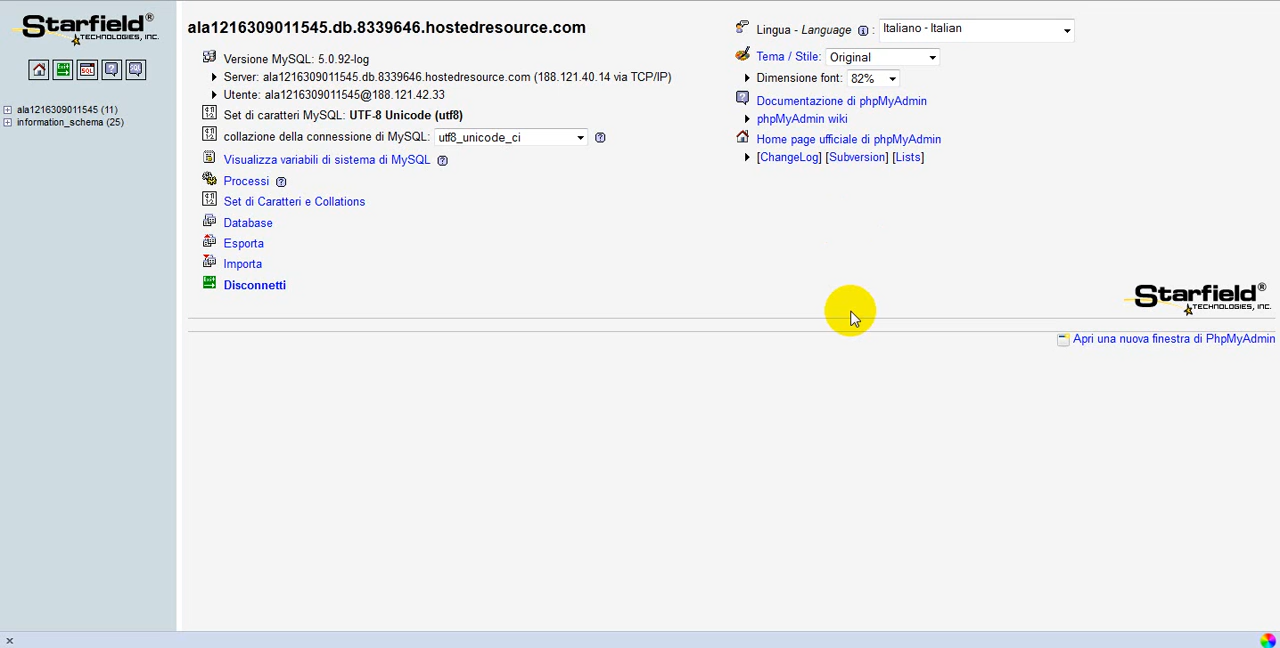 Starfield®
TECHNOLOGIES, INC.
SQL
SQL
ala1216309011545 (11)
information_schema (25)
ala1216309011545.db.8339646.hostedresource.com
Versione MySQL: 5.0.92-log
Server: ala1216309011545.db.8339646.hostedresource.com (188.121.40.14 via TCP/IP)
Utente: ala1216309011545@188.121.42.33
Set di caratteri MySQL: UTF-8 Unicode (utf8)
collazione della connessione di MySQL: utf8_unicode_ci
Visualizza variabili di sistema di MySQL
Processi
Set di Caratteri e Collations
Database
Esporta
Importa
Disconnetti
Lingua - Language : Italiano - Italian
Tema / Stile: Original
Dimensione font: 82%
Documentazione di phpMyAdmin
phpMyAdmin wiki
Home page ufficiale di phpMyAdmin
[ChangeLog] [Subversion] [Lists]
Starfield®
TECHNOLOGIES, INC.
Apri una nuova finestra di PhpMyAdmin